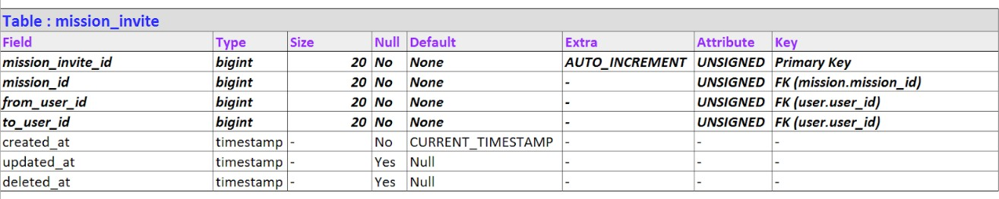 Table : mission_invite
Field Type Size Null Default Extra Attribute Key
mission_invite_id bigint 20 No None AUTO_INCREMENT UNSIGNED Primary Key
mission_id bigint 20 No None - UNSIGNED FK (mission.mission_id)
from_user_id bigint 20 No None - UNSIGNED FK (user.user_id)
to_user_id bigint 20 No None - UNSIGNED FK (user.user_id)
created_at timestamp - No CURRENT_TIMESTAMP - - -
updated_at timestamp - Yes Null - - -
deleted_at timestamp - Yes Null - - -